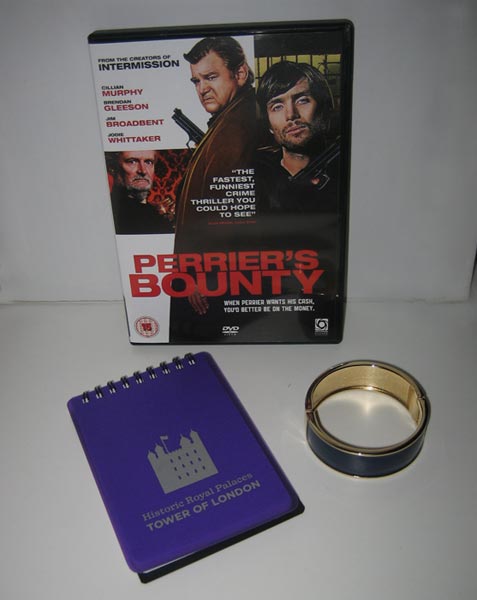 FROM THE CREATORS OF
INTERMISSION
CILLIAN
MURPHY
BRENDAN
GLEESON
JIM
BROADBENT
JODIE
WHITTAKER
"THE
FASTEST,
FUNNIEST
CRIME
THRILLER YOU
COULD HOPE
TO SEE"
PERRIER'S
BOUNTY
WHEN PERRIER WANTS HIS CASH,
YOU'D BETTER BE ON THE MONEY.
15
DVD
Historic Royal Palaces
TOWER OF LONDON